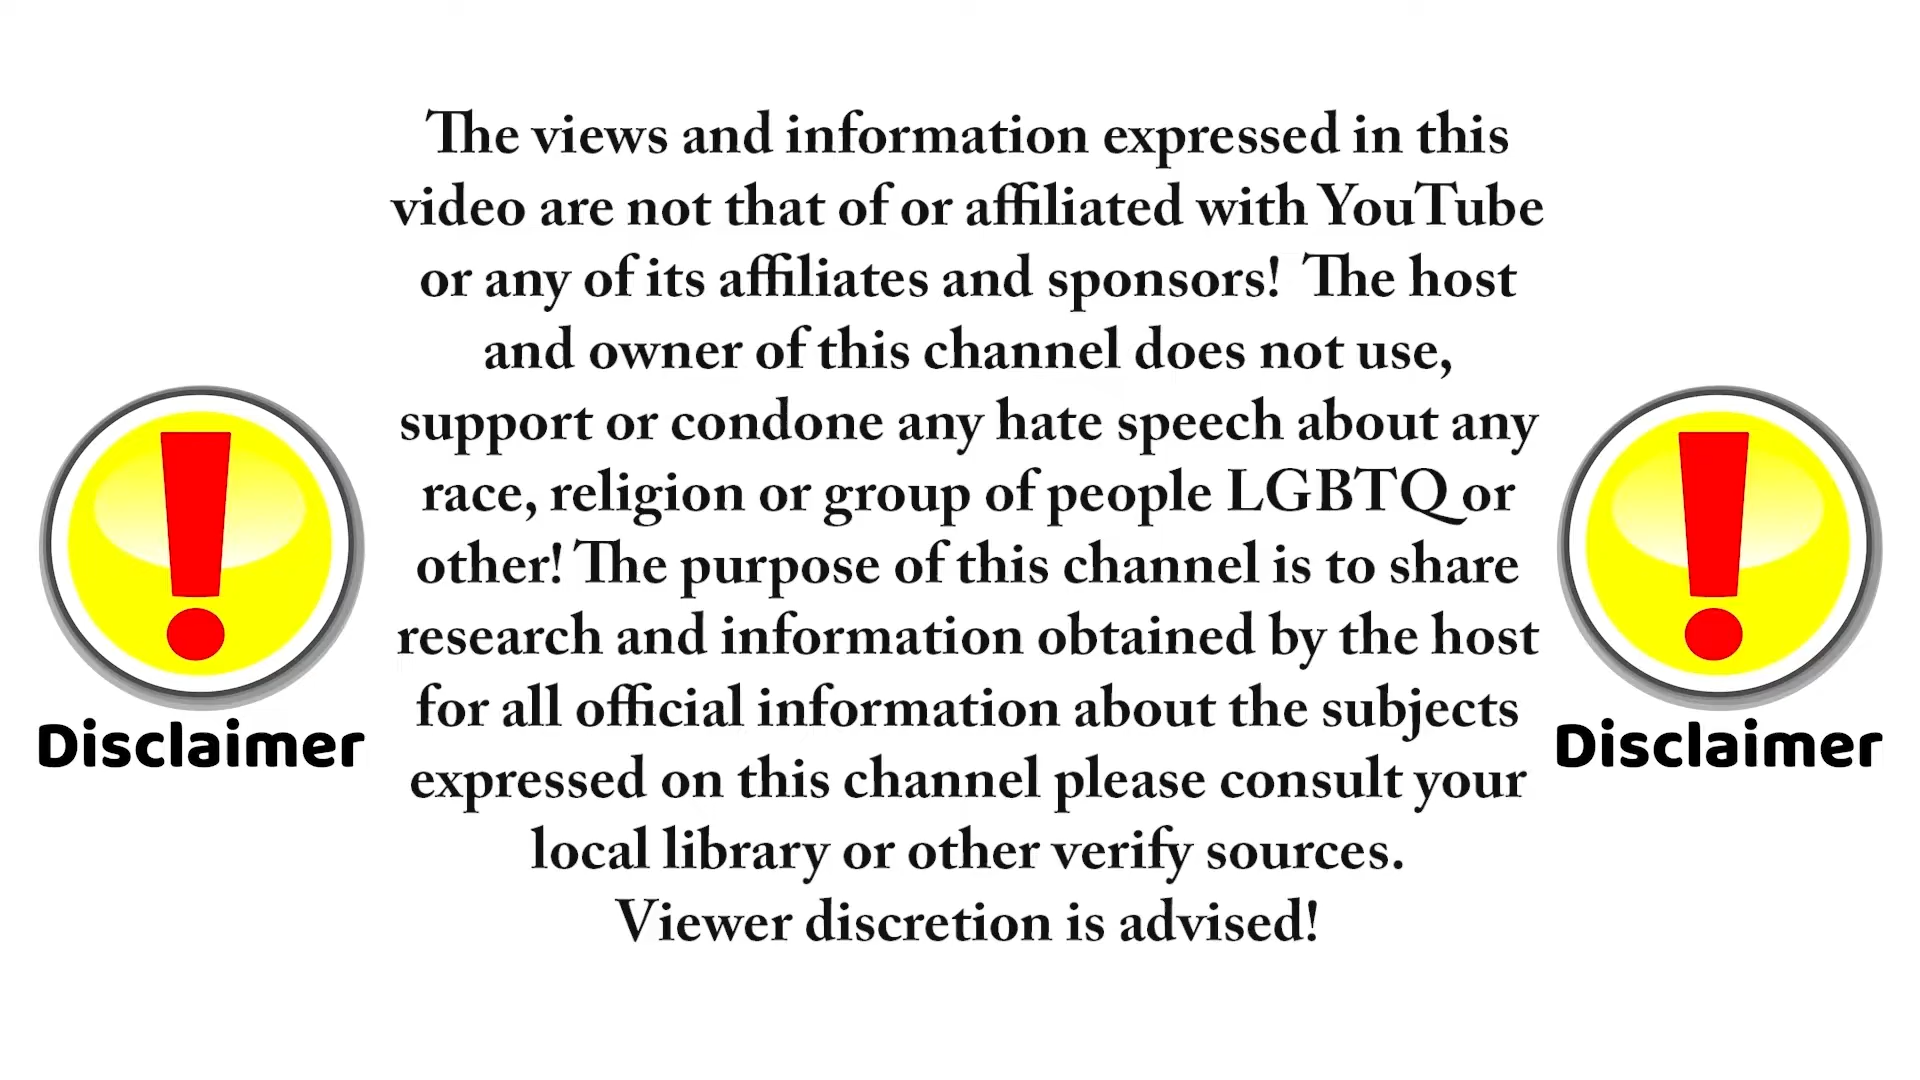 The views and information expressed in this
video are not that of or affiliated with YouTube
or any of its affiliates and sponsors! The host
and owner of this channel does not use,
support or condone any hate speech about any
race, religion or group of people LGBTQ or
other! The purpose of this channel is to share
research and information obtained by the host
for all official information about the subjects
expressed on this channel please consult your
local library or other verify sources.
Viewer discretion is advised!
Disclaimer
Disclaimer